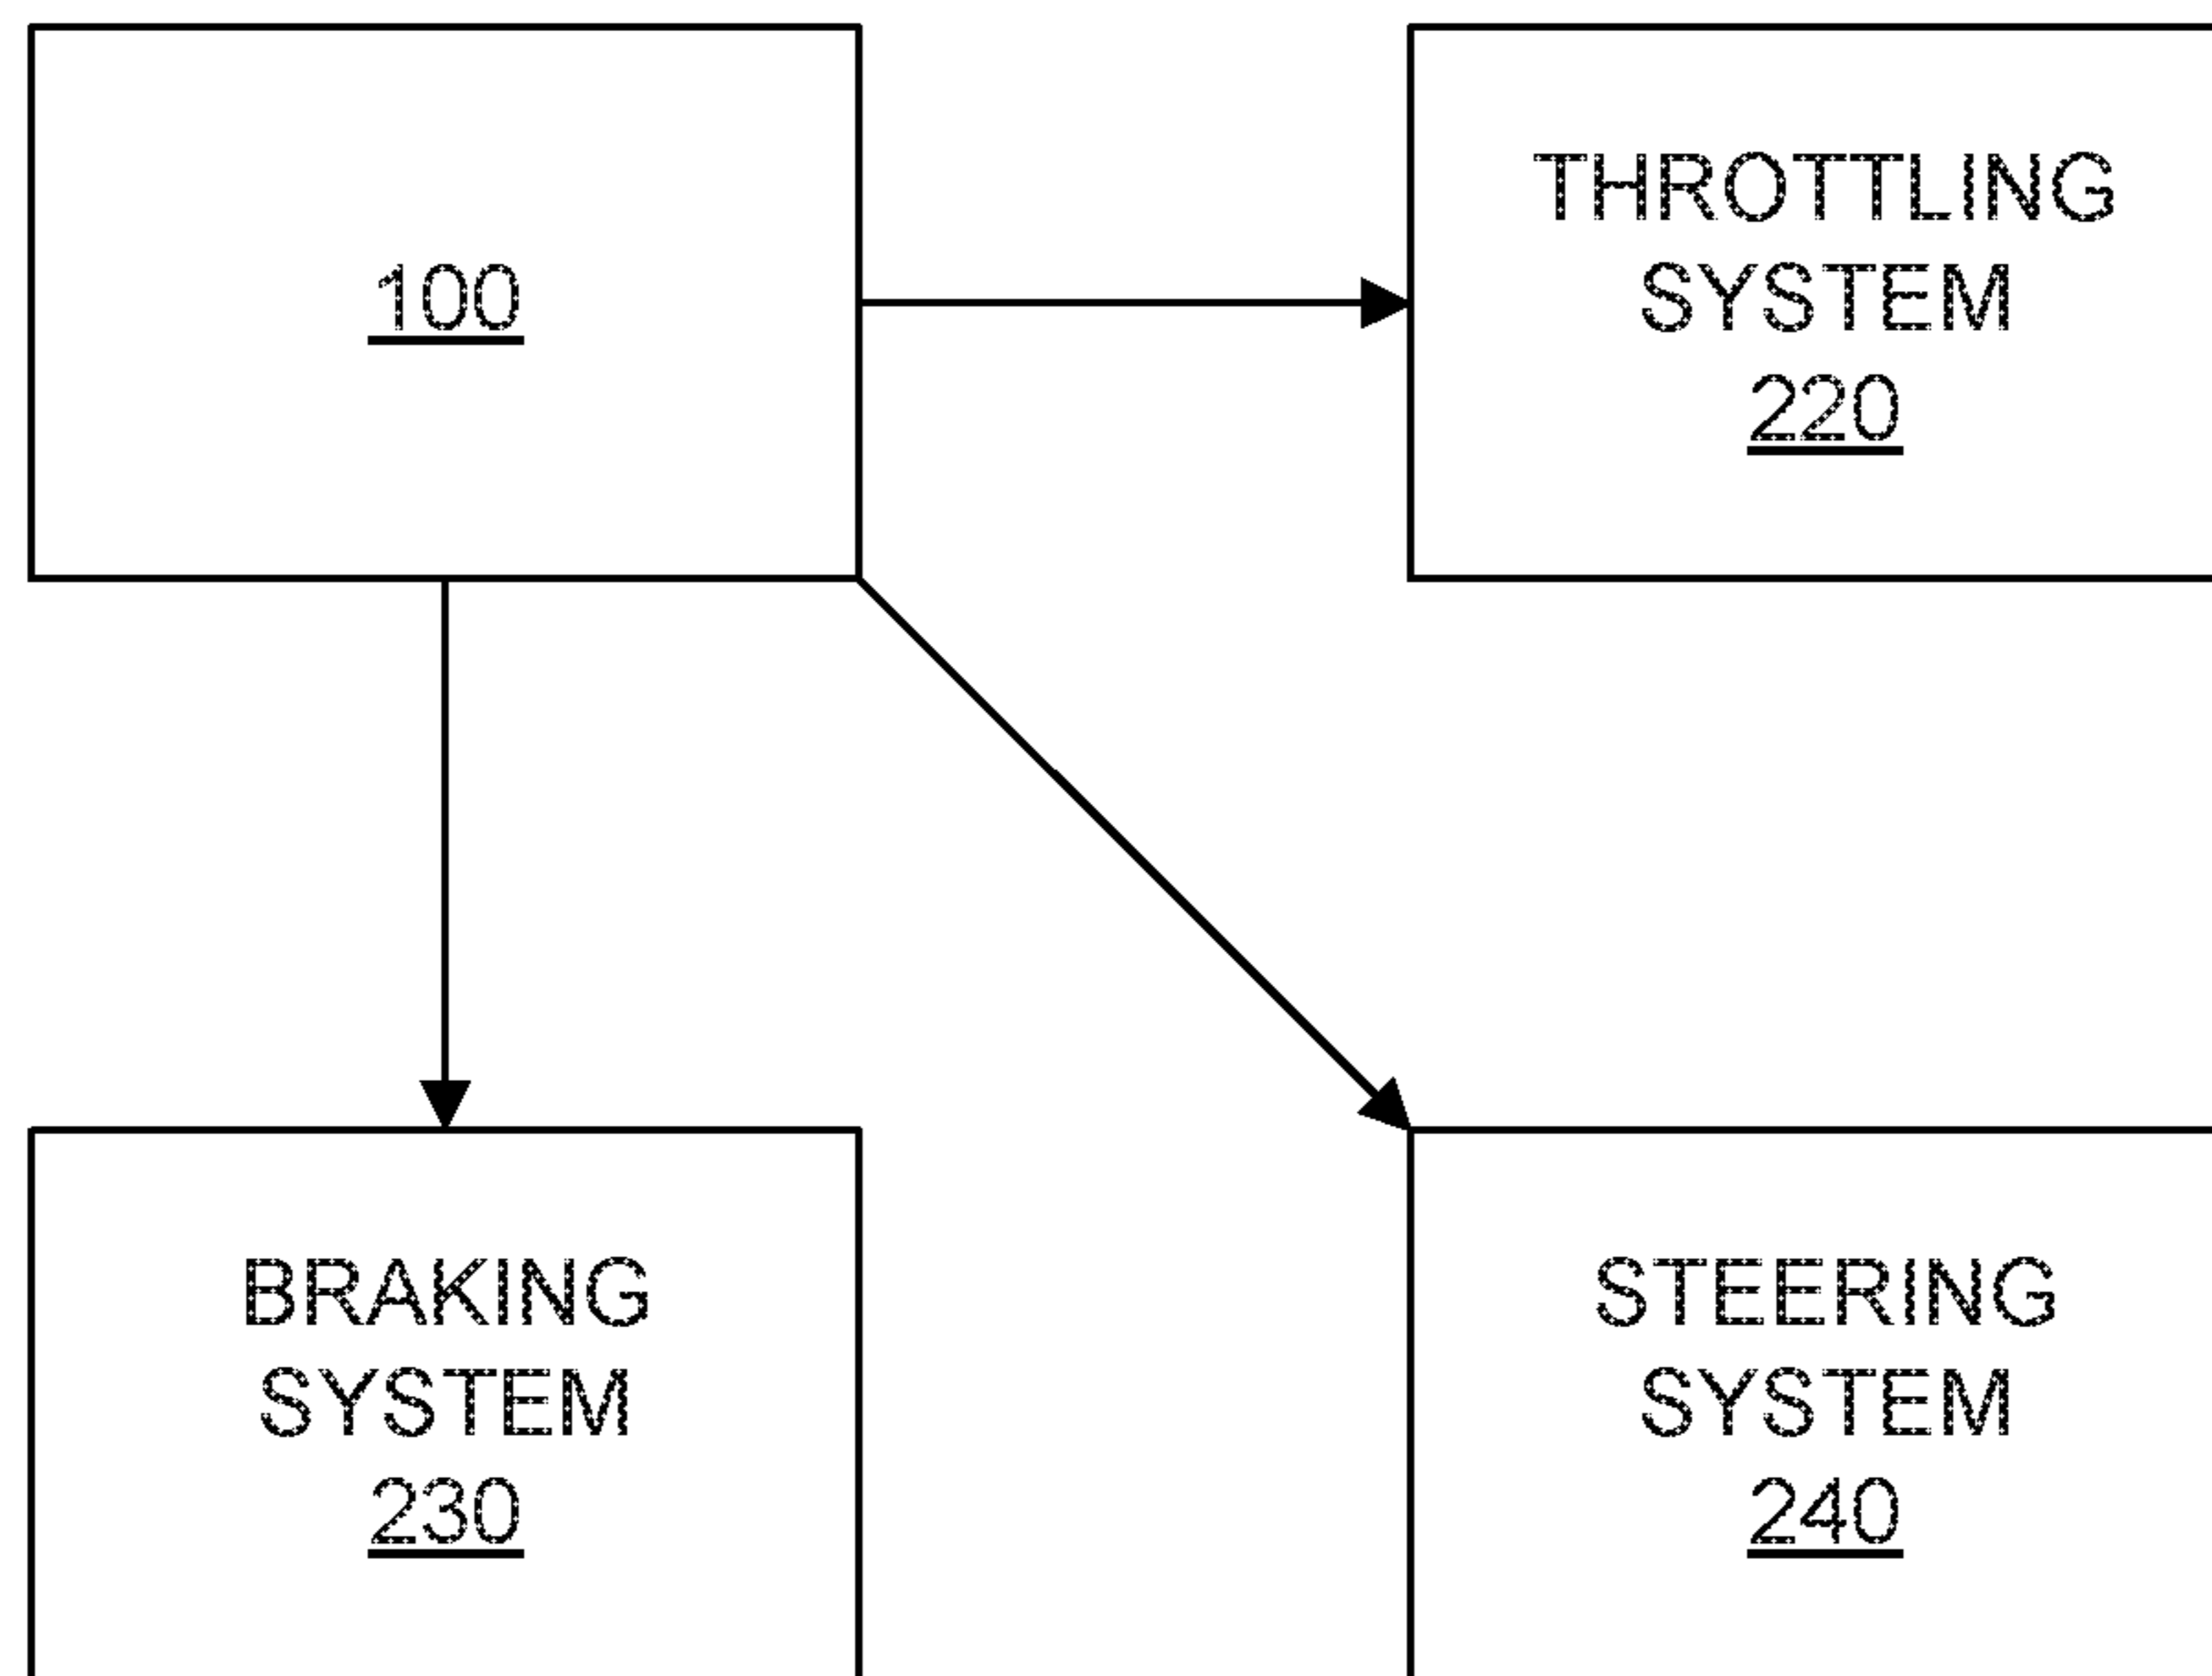 100
THROTTLING
SYSTEM
220
BRAKING
SYSTEM
230
STEERING
SYSTEM
240